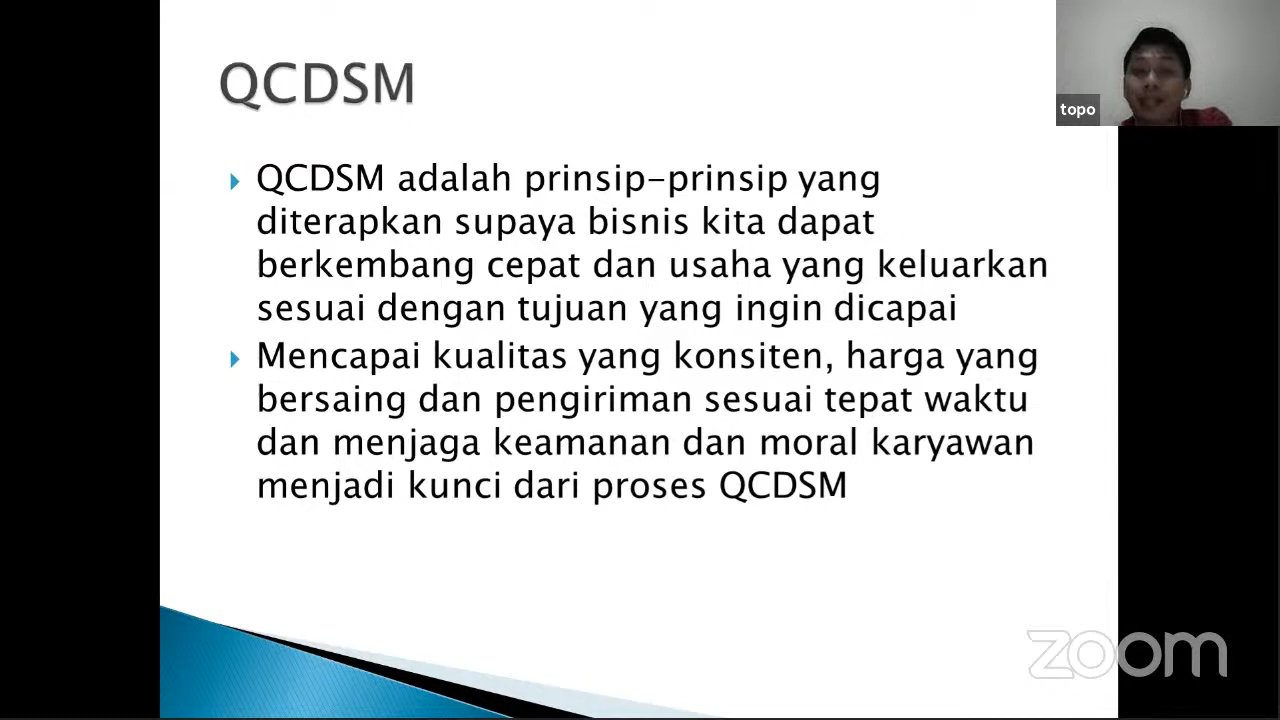 QCDSM
topo
QCDSM adalah prinsip-prinsip yang
diterapkan supaya bisnis kita dapat
berkembang cepat dan usaha yang keluarkan
sesuai dengan tujuan yang ingin dicapai
Mencapai kualitas yang konsiten, harga yang
bersaing dan pengiriman sesuai tepat waktu
dan menjaga keamanan dan moral karyawan
menjadi kunci dari proses QCDSM
zoom